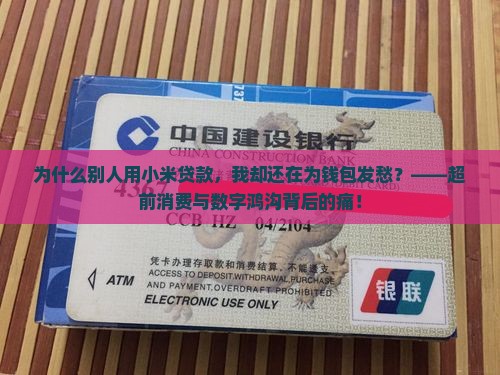 中国建设银行
CHINA CONSTRUCTION BANK
为什么别人用小米贷款，我却还在为钱包发愁？——超
前消费与数字鸿沟背后的痛！
4367
CCB HZ 04/2104
凭卡办理存取款和消费结算，不能透支。
ACCESS TO DEPOSIT.WITHDRAWAL.PURCHASE
AND PAYMENT.OVERDRAFT PROHIBITED.
ATM
ELECTRONIC USE ONLY
银联